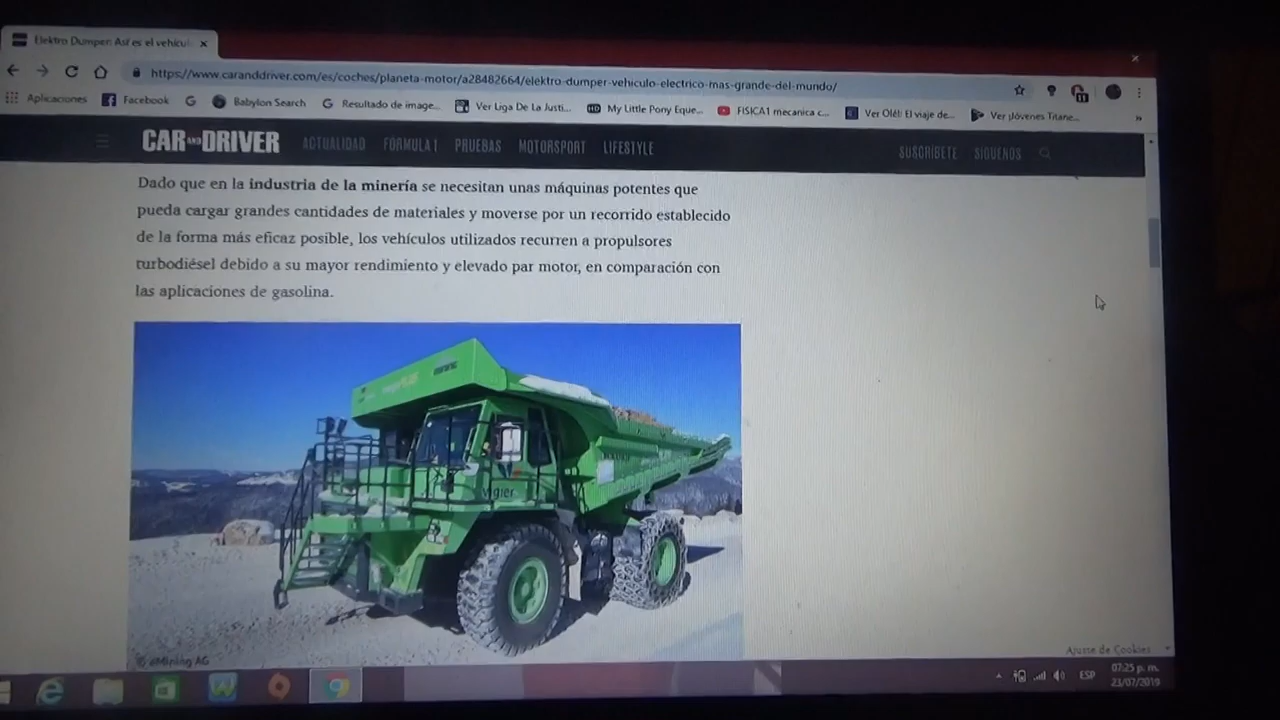 Elektro Dumper: Así es el vehícul
https://www.caranddriver.com/es/coches/planeta-motor/a28482664/elektro-dumper-vehiculo-electrico-mas-grande-del-mundo/
Aplicaciones Facebook Babylon Search Resultado de image... Ver Liga De La Justi... My Little Pony Eque... FISICA1 mecanica c... Ver Olé!: El viaje de... Ver ¡Jóvenes Titane... »
CAR AND DRIVER ACTUALIDAD FÓRMULA 1 PRUEBAS MOTORSPORT LIFESTYLE SUSCRÍBETE SÍGUENOS
Dado que en la industria de la minería se necesitan unas máquinas potentes que
pueda cargar grandes cantidades de materiales y moverse por un recorrido establecido
de la forma más eficaz posible, los vehículos utilizados recurren a propulsores
turbodiésel debido a su mayor rendimiento y elevado par motor, en comparación con
las aplicaciones de gasolina.
vigier
© eMining AG
Ajuste de Cookies
ESP
07:25 p. m.
23/07/2019